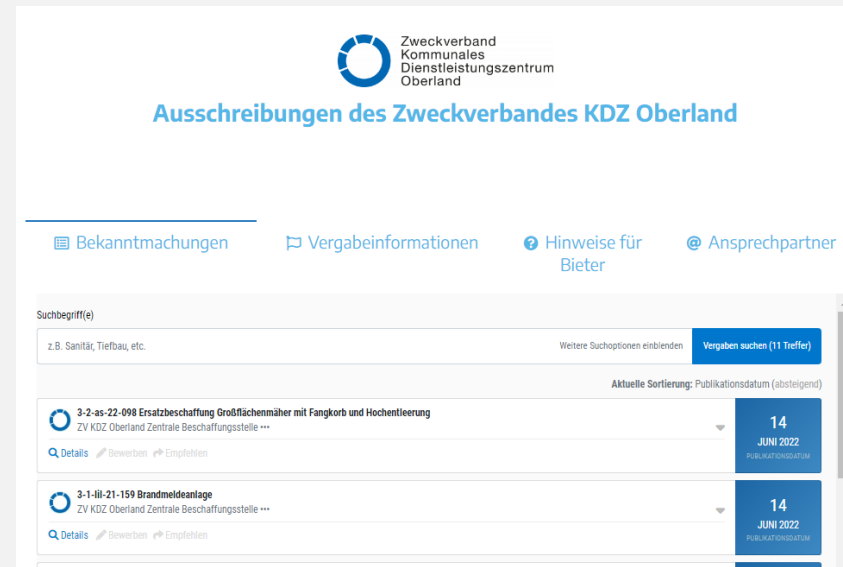 Zweckverband
Kommunales
Dienstleistungszentrum
Oberland
Ausschreibungen des Zweckverbandes KDZ Oberland
Bekanntmachungen
Vergabeinformationen
Hinweise für
Bieter
Ansprechpartner
Suchbegriff(e)
z.B. Sanitär, Tiefbau, etc.
Weitere Suchoptionen einblenden
Vergaben suchen (11 Treffer)
Aktuelle Sortierung: Publikationsdatum (absteigend)
3-2-as-22-098 Ersatzbeschaffung Großflächenmäher mit Fangkorb und Hochentleerung
ZV KDZ Oberland Zentrale Beschaffungsstelle •••
Details Bewerben Empfehlen
14
JUNI 2022
PUBLIKATIONSDATUM
3-1-lil-21-159 Brandmeldeanlage
ZV KDZ Oberland Zentrale Beschaffungsstelle •••
Details Bewerben Empfehlen
14
JUNI 2022
PUBLIKATIONSDATUM